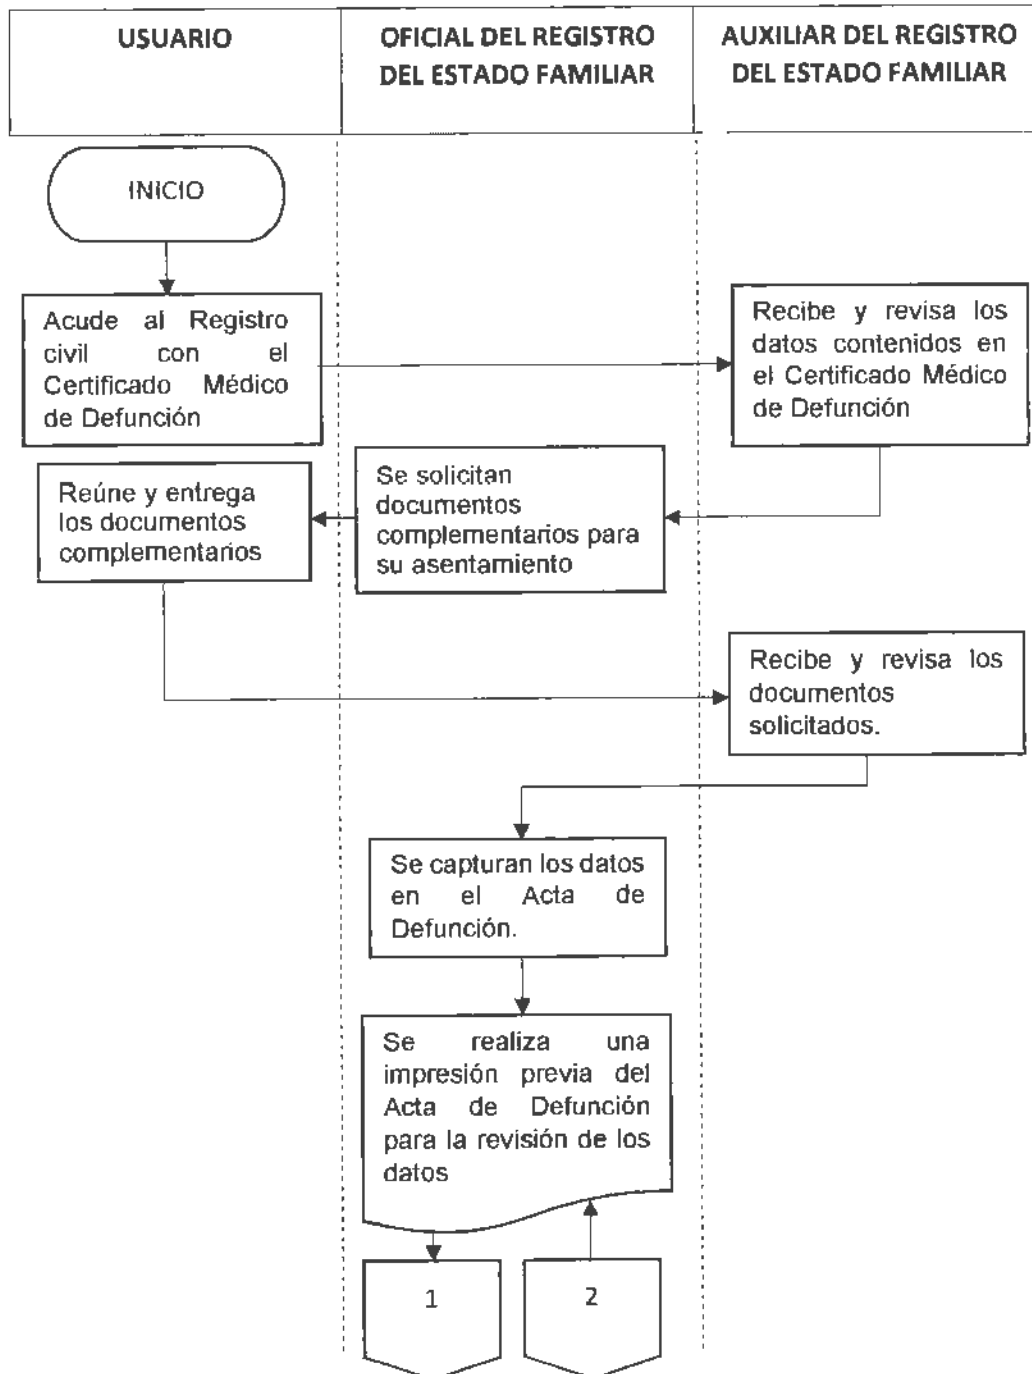 USUARIO
OFICIAL DEL REGISTRO
DEL ESTADO FAMILIAR
AUXILIAR DEL REGISTRO
DEL ESTADO FAMILIAR
INICIO
Acude al Registro
civil con el
Certificado Médico
de Defunción
Recibe y revisa los
datos contenidos en
el Certificado Médico
de Defunción
Se solicitan
documentos
complementarios para
su asentamiento
Reúne y entrega
los documentos
complementarios
Recibe y revisa los
documentos
solicitados.
Se capturan los datos
en el Acta de
Defunción.
Se realiza una
impresión previa del
Acta de Defunción
para la revisión de los
datos
1
2